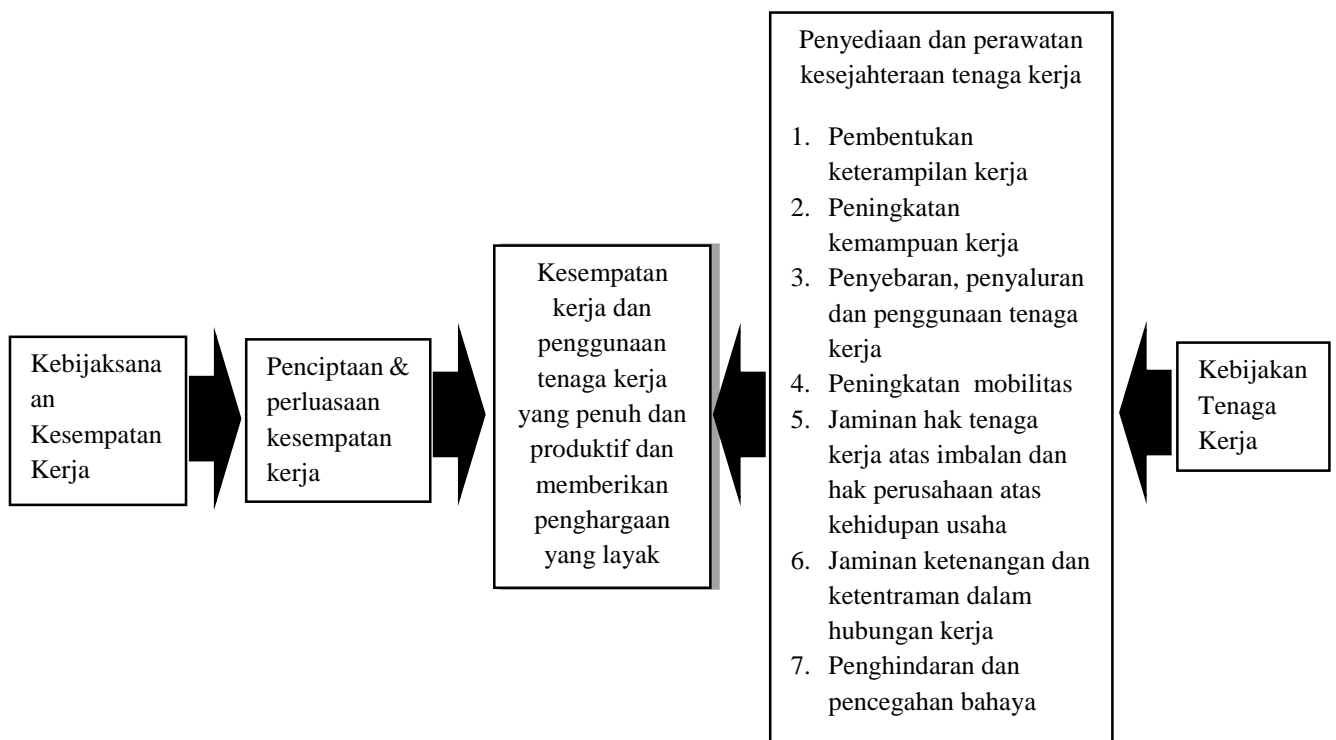 Kebijaksana
an
Kesempatan
Kerja
Penciptaan &
perluasaan
kesempatan
kerja
Kesempatan
kerja dan
penggunaan
tenaga kerja
yang penuh dan
produktif dan
memberikan
penghargaan
yang layak
Penyediaan dan perawatan
kesejahteraan tenaga kerja
1. Pembentukan
keterampilan kerja
2. Peningkatan
kemampuan kerja
3. Penyebaran, penyaluran
dan penggunaan tenaga
kerja
4. Peningkatan mobilitas
5. Jaminan hak tenaga
kerja atas imbalan dan
hak perusahaan atas
kehidupan usaha
6. Jaminan ketenangan dan
ketentraman dalam
hubungan kerja
7. Penghindaran dan
pencegahan bahaya
Kebijakan
Tenaga
Kerja